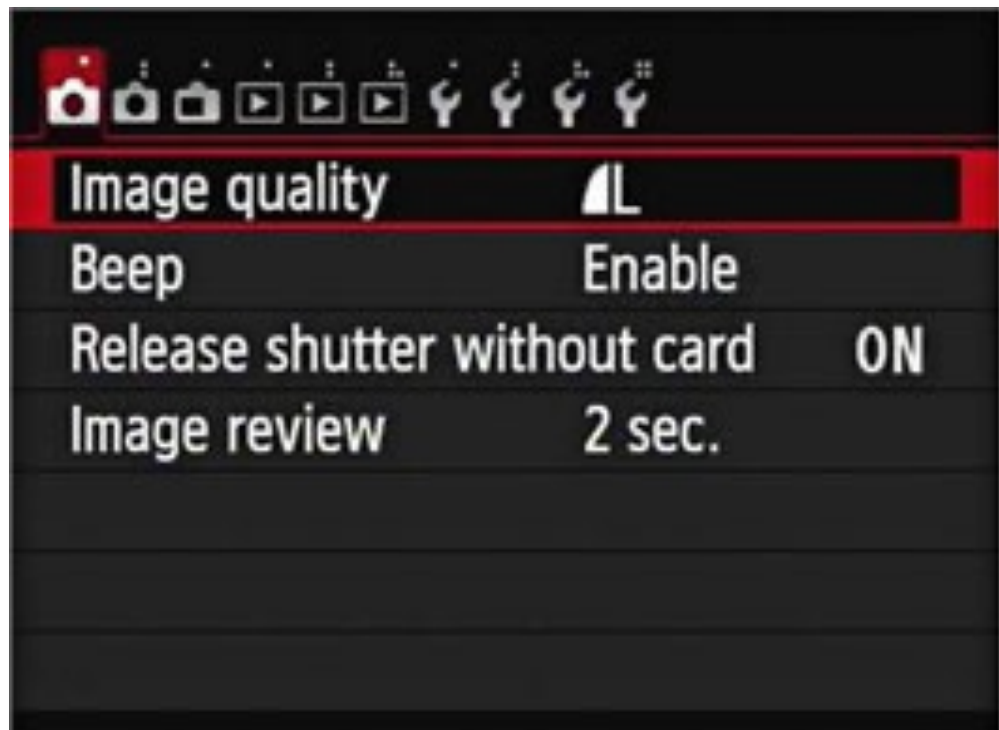 Image quality L
Beep Enable
Release shutter without card ON
Image review 2 sec.